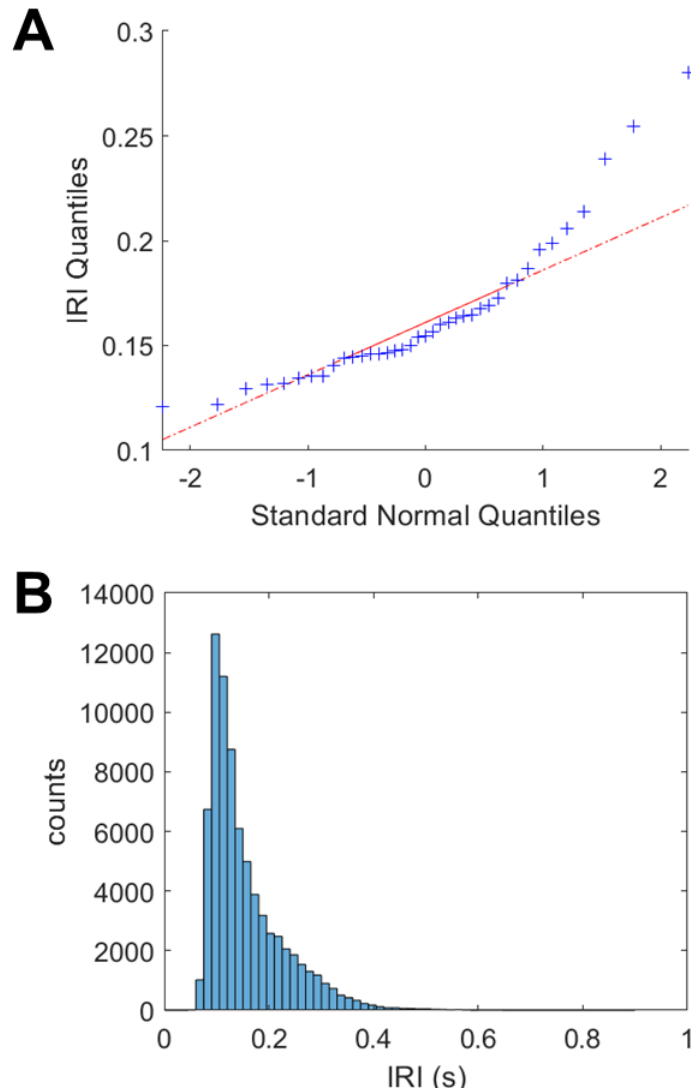 A
0.3
0.25
0.2
0.15
0.1
IRI Quantiles
-2 -1 0 1 2
Standard Normal Quantiles
B
14000
12000
10000
8000
6000
4000
2000
0
counts
0 0.2 0.4 0.6 0.8 1
IRI (s)